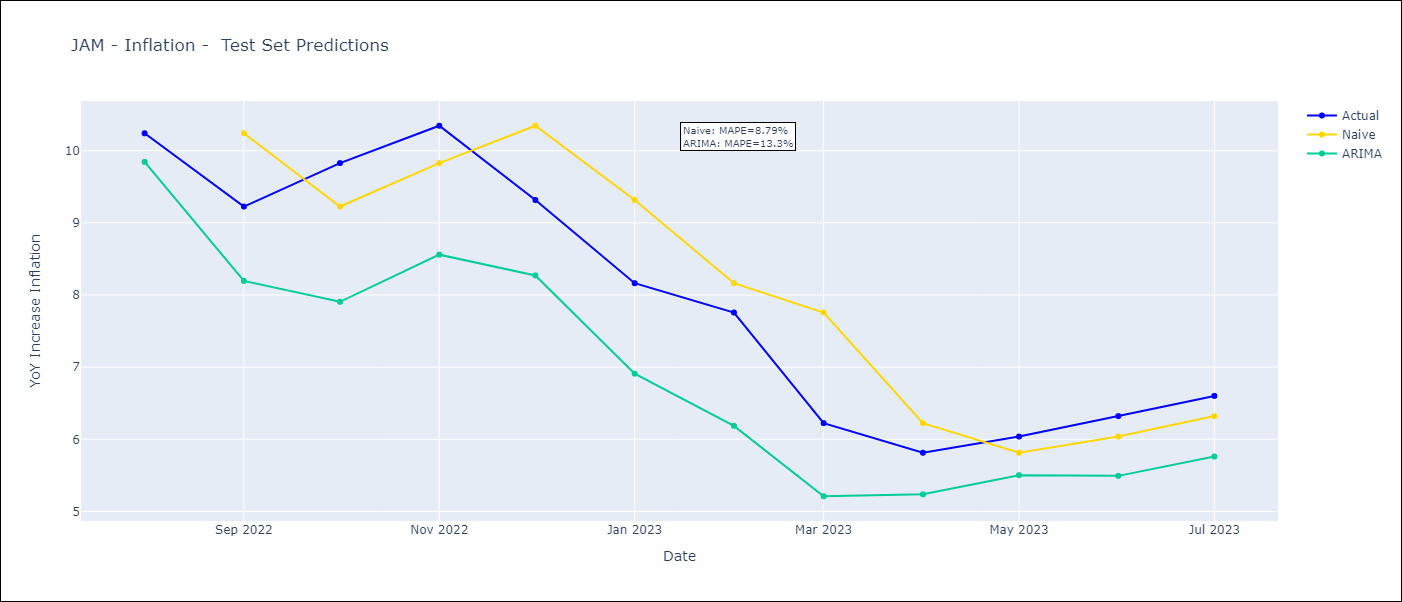 JAM - Inflation -  Test Set Predictions
Actual
Naive
ARIMA
Naive: MAPE=8.79%
ARIMA: MAPE=13.3%
YoY Increase Inflation
10
9
8
7
6
5
Sep 2022
Nov 2022
Jan 2023
Mar 2023
May 2023
Jul 2023
Date